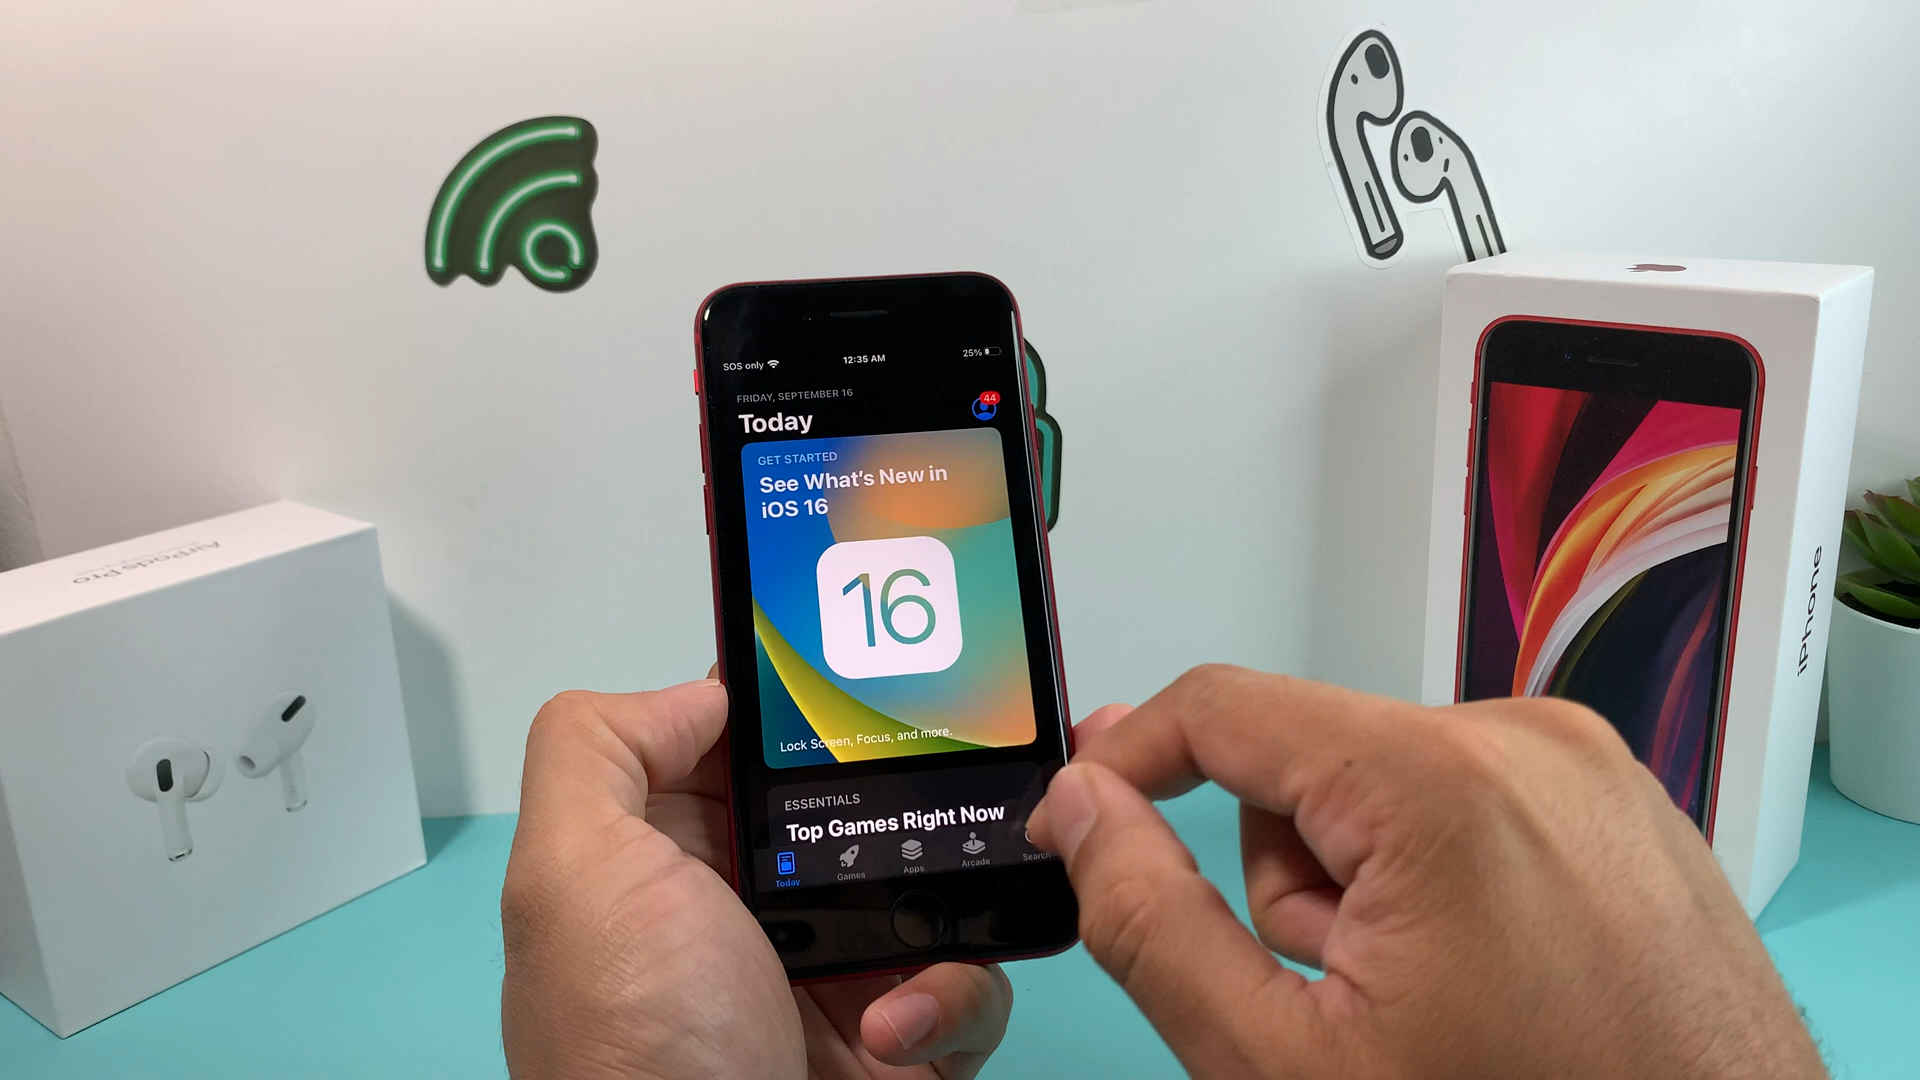 SOS only
12:35 AM
25%
FRIDAY, SEPTEMBER 16
Today
44
GET STARTED
See What's New in
iOS 16
16
Lock Screen, Focus, and more.
ESSENTIALS
Top Games Right Now
Today
Games
Apps
Arcade
Search
AirPods Pro
iPhone